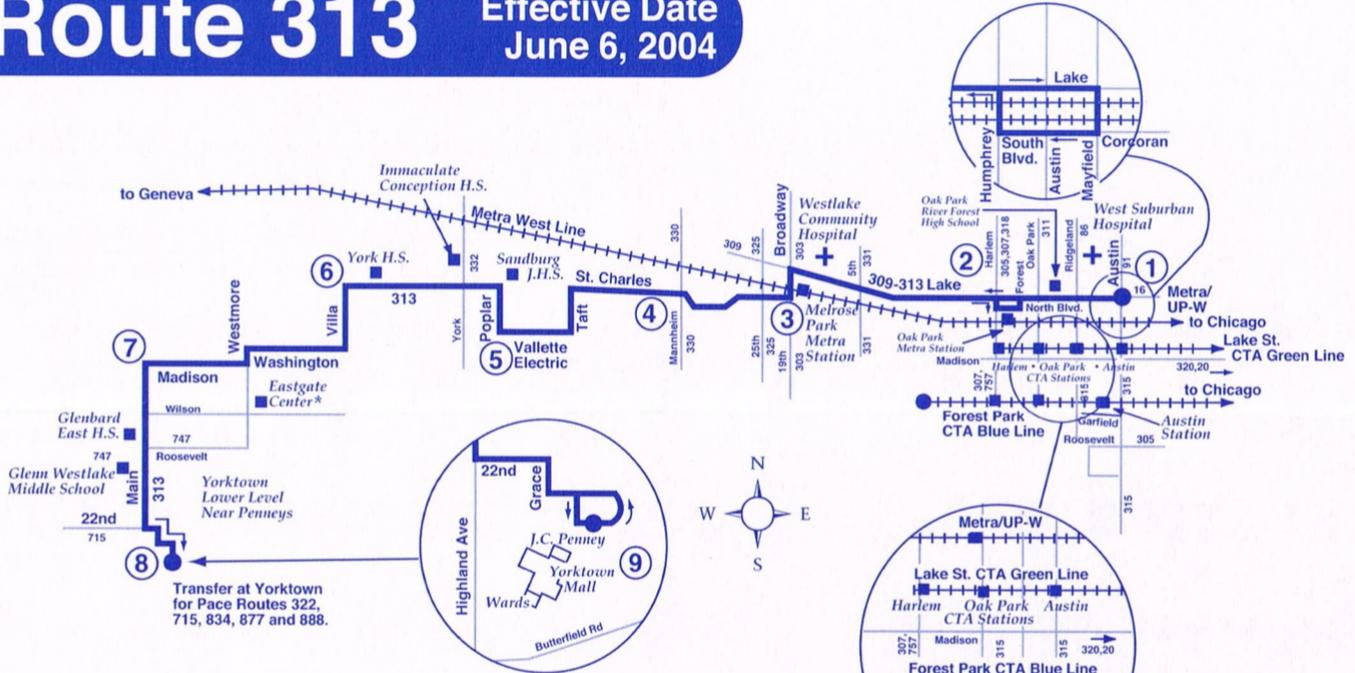 Route 313
Effective Date
June 6, 2004
Lake
Humphrey
South
Blvd.
Austin
Mayfield
Corcoran
to Geneva
Immaculate
Conception H.S.
Metra West Line
330
Broadway
Westlake
Community
Hospital
Oak Park
River Forest
High School
West Suburban
Hospital
309
325
303
5th
331
2
Harlem
305,307,318
Forest
Oak Park
311
Ridgeland
86
Austin
91
1
6
York H.S.
332
Sandburg
J.H.S.
St. Charles
309-313 Lake
16
Metra/
UP-W
313
North Blvd.
to Chicago
Westmore
Villa
York
Poplar
Taft
4
Mannheim
330
3
Melrose
Park
Metra
Station
25th
325
19th
303
331
Oak Park
Metra Station
Lake St.
CTA Green Line
5
Vallette
Electric
7
Washington
Madison
Madison
Harlem • Oak Park • Austin
CTA Stations
320,20
307,
757
315
315
to Chicago
Eastgate
Center*
Wilson
Forest Park
CTA Blue Line
Garfield
Austin
Station
Roosevelt
305
315
Glenbard
East H.S.
747
Roosevelt
747
Glenn Westlake
Middle School
Main
313
Yorktown
Lower Level
Near Penneys
22nd
715
8
Transfer at Yorktown
for Pace Routes 322,
715, 834, 877 and 888.
22nd
Grace
Highland Ave
J.C. Penney
Yorktown
Mall
Wards
9
Butterfield Rd
N
W
E
S
Metra/UP-W
Lake St. CTA Green Line
Harlem
Oak Park
Austin
CTA Stations
307,
757
Madison
315
315
320,20
Forest Park CTA Blue Line